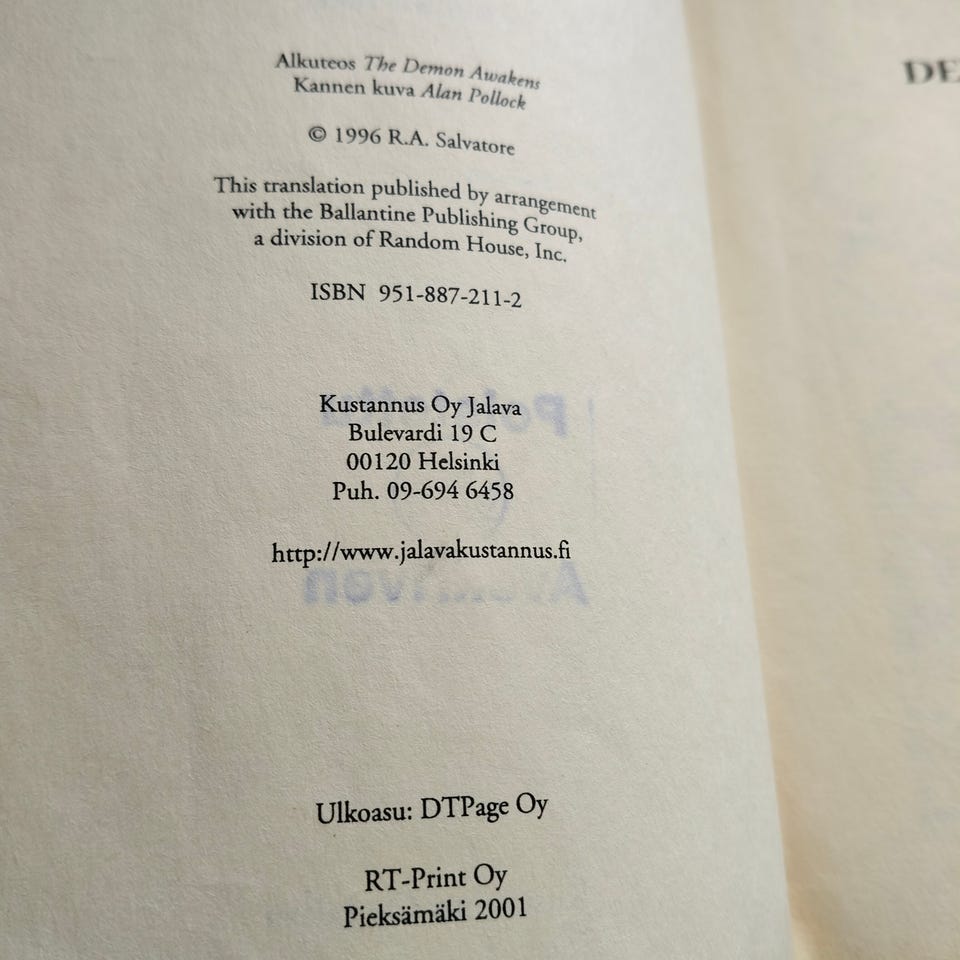 Alkuteos The Demon Awakens
Kannen kuva Alan Pollock
© 1996 R.A. Salvatore
This translation published by arrangement
with the Ballantine Publishing Group,
a division of Random House, Inc.
ISBN 951-887-211-2
Kustannus Oy Jalava
Bulevardi 19 C
00120 Helsinki
Puh. 09-694 6458
http://www.jalavakustannus.fi
Ulkoasu: DTPage Oy
RT-Print Oy
Pieksämäki 2001